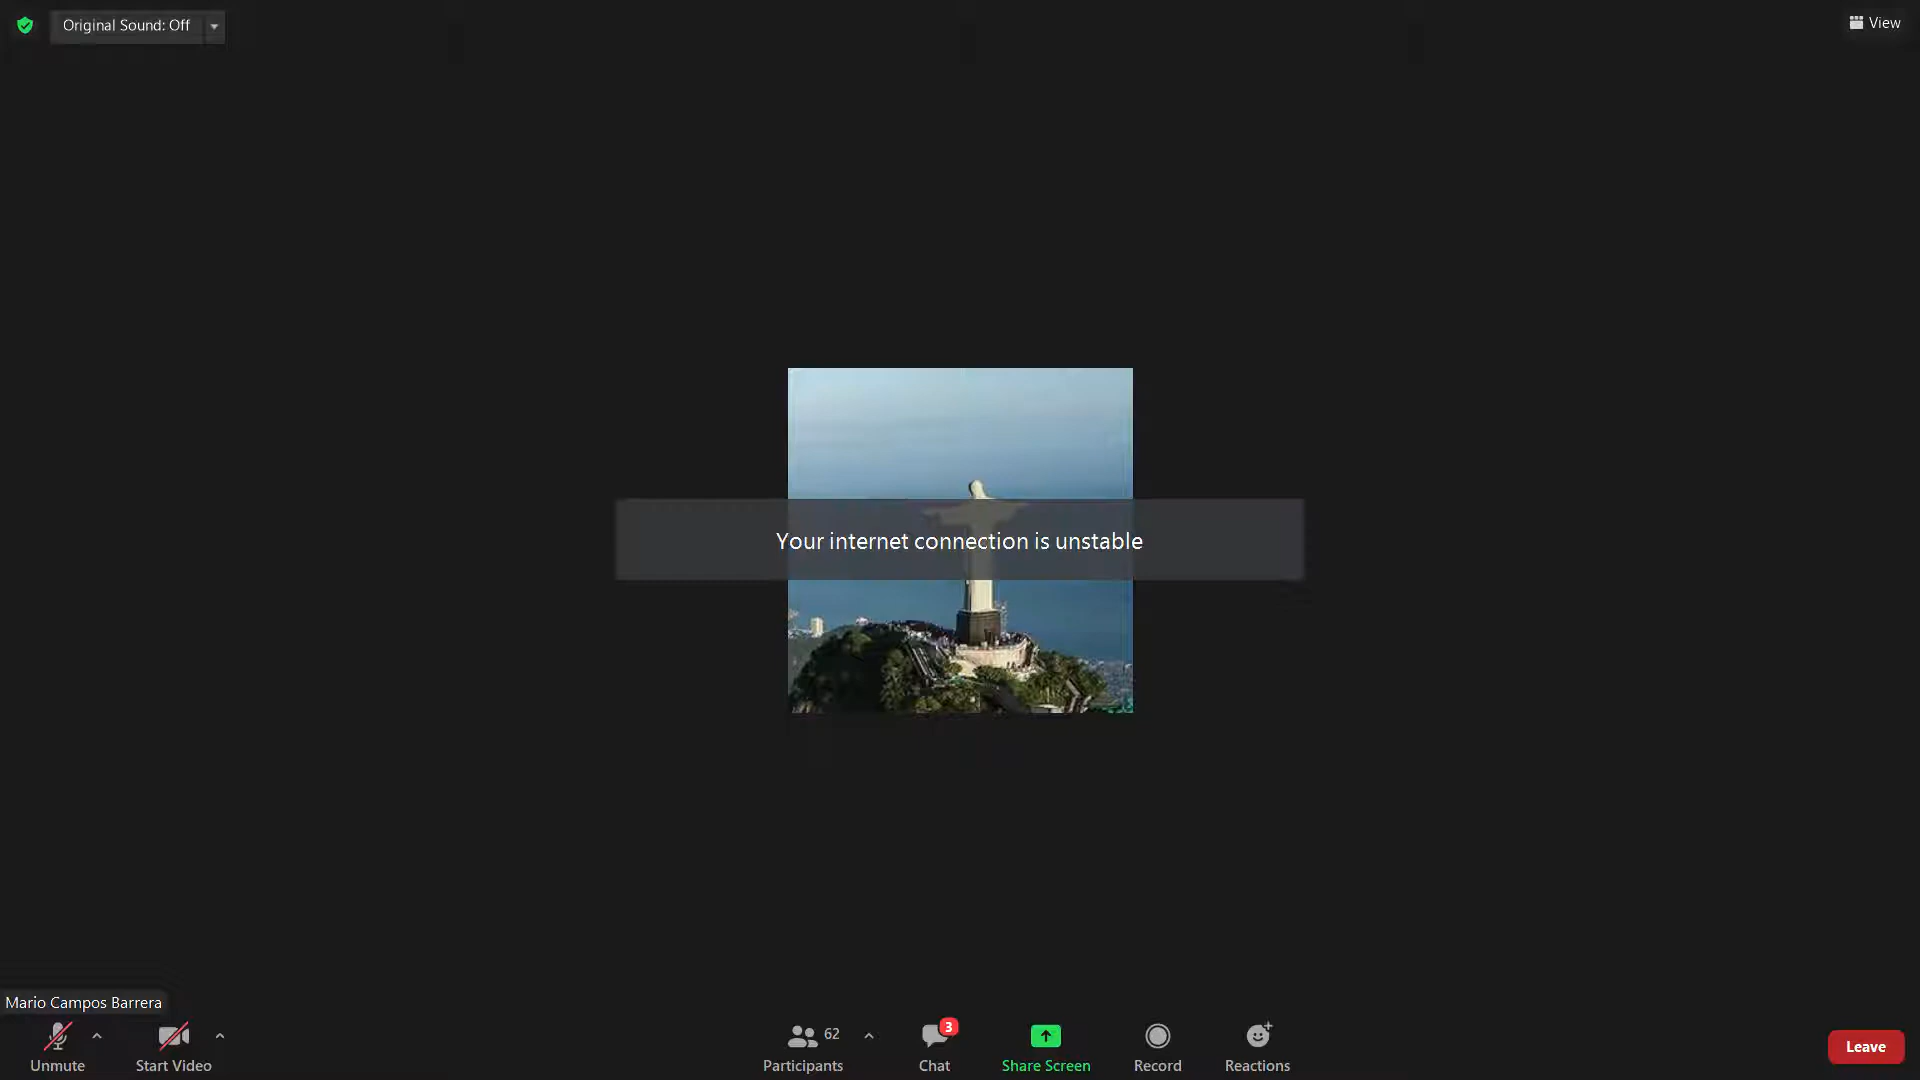 Original Sound: Off
View
Your internet connection is unstable
Mario Campos Barrera
Unmute
Start Video
62
Participants
3
Chat
Share Screen
Record
Reactions
Leave